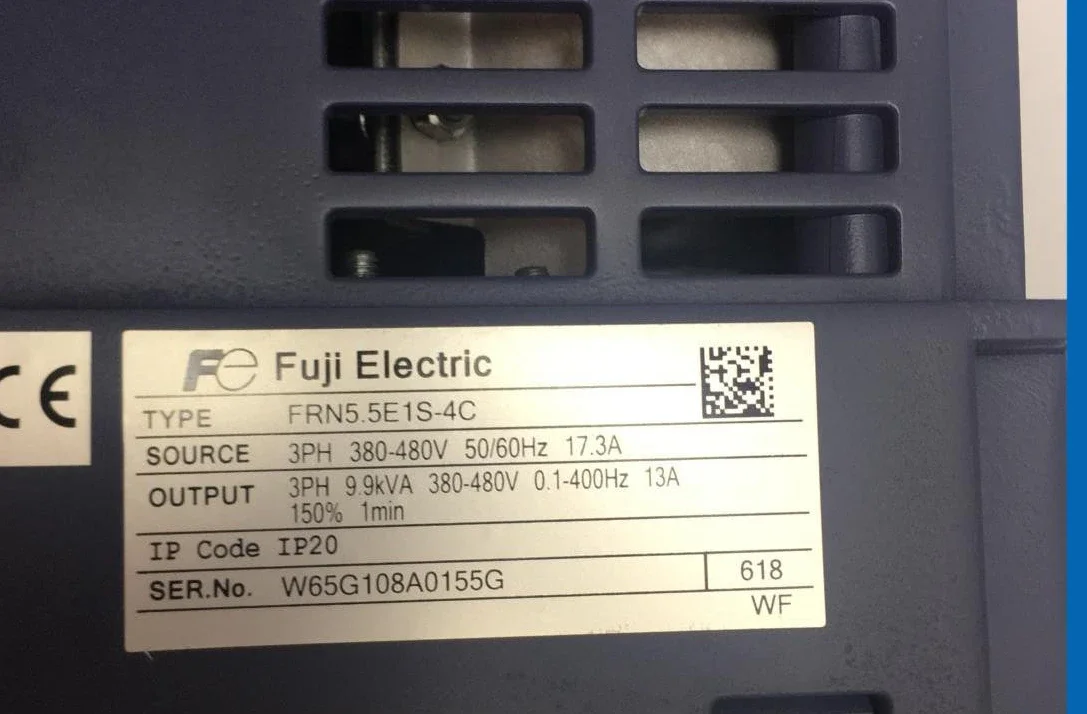 CE
Fe Fuji Electric
TYPE FRN5.5E1S-4C
SOURCE 3PH 380-480V 50/60Hz 17.3A
OUTPUT 3PH 9.9kVA 380-480V 0.1-400Hz 13A
150% 1min
IP Code IP20
SER.No. W65G108A0155G 618
WF